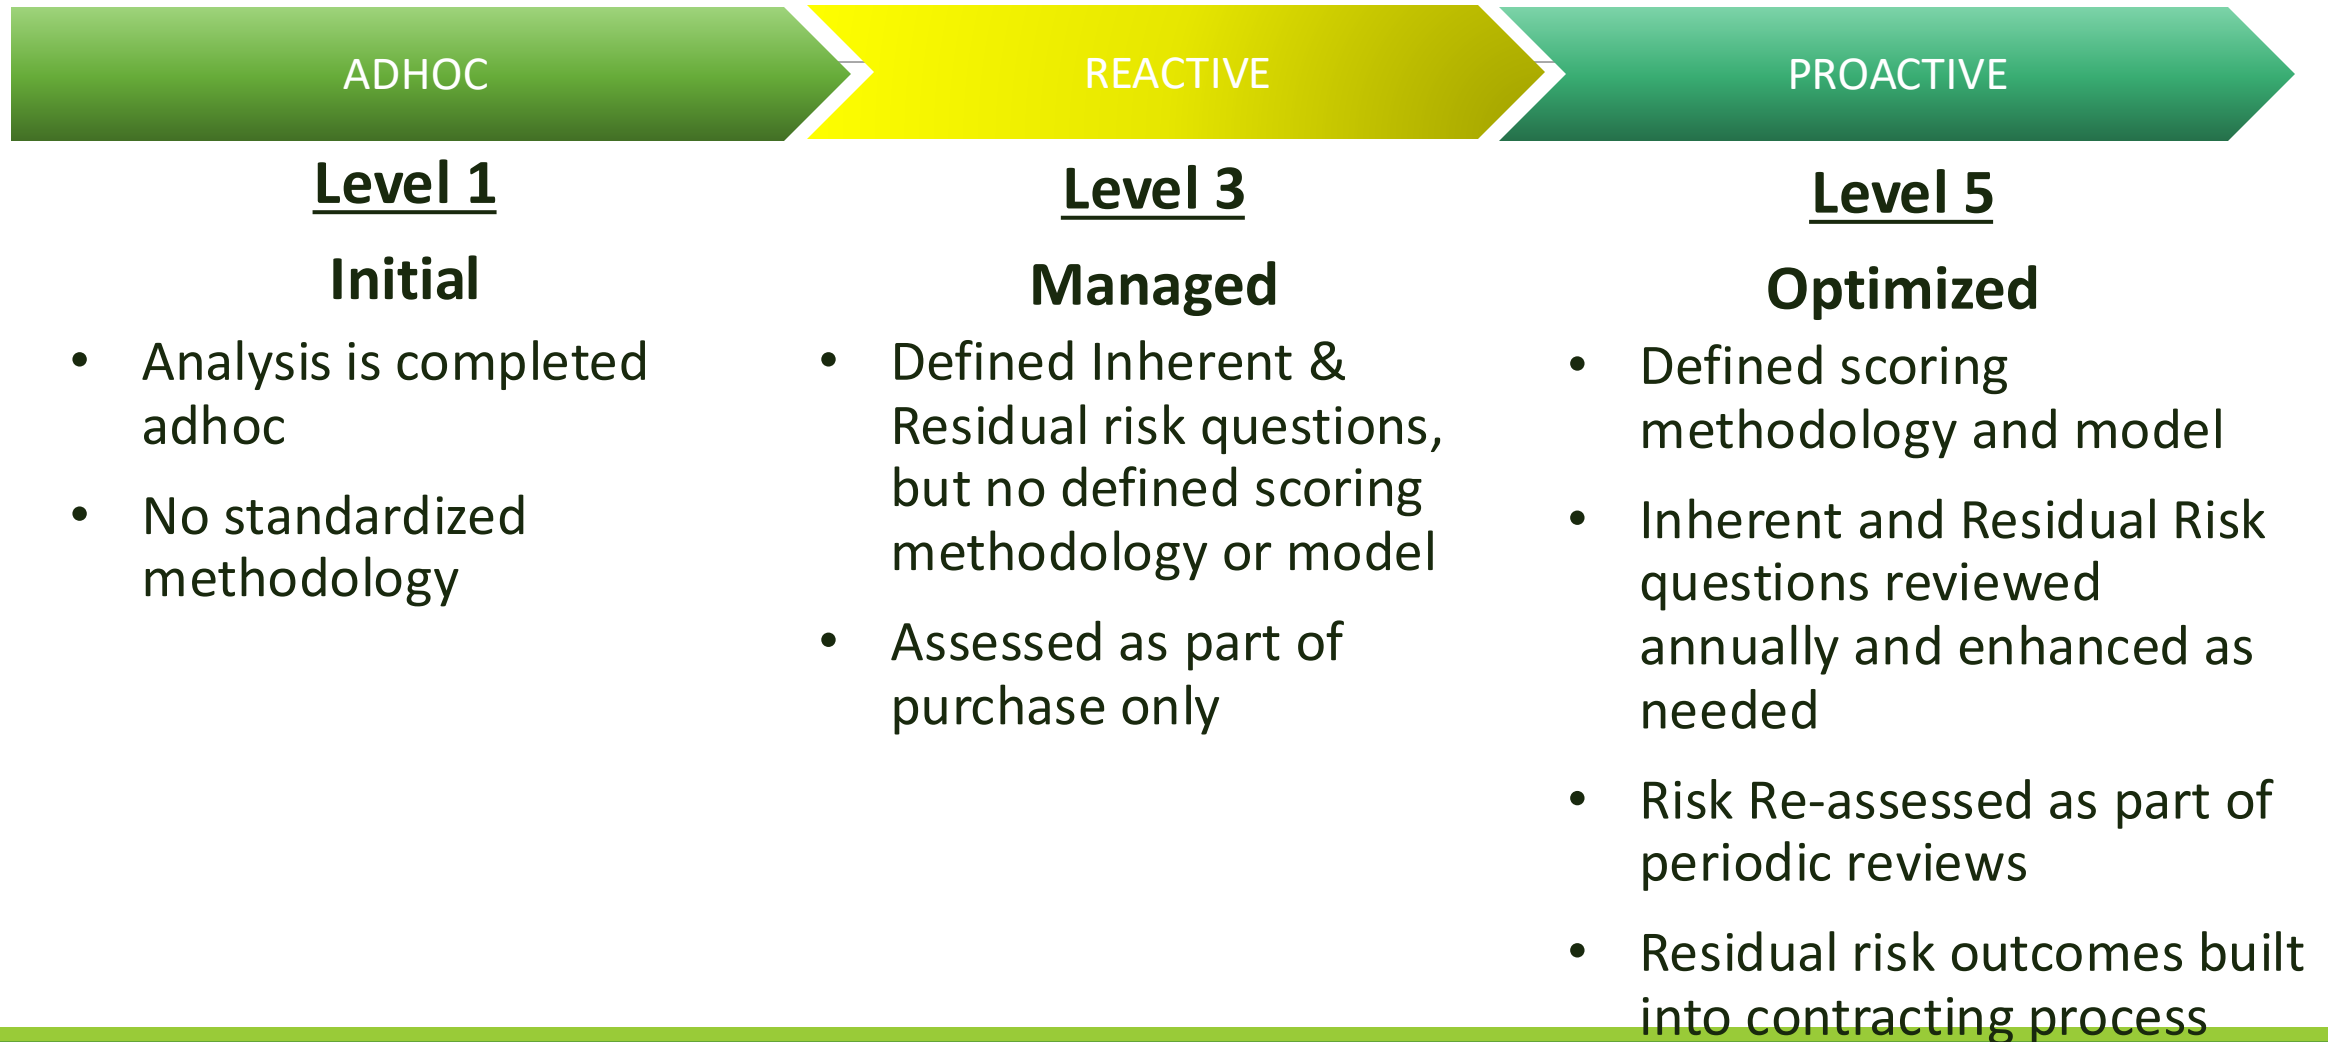 ADHOC
REACTIVE
PROACTIVE
Level 1
Initial
• Analysis is completed
adhoc
• No standardized
methodology
Level 3
Managed
• Defined Inherent &
Residual risk questions,
but no defined scoring
methodology or model
• Assessed as part of
purchase only
Level 5
Optimized
• Defined scoring
methodology and model
• Inherent and Residual Risk
questions reviewed
annually and enhanced as
needed
• Risk Re-assessed as part of
periodic reviews
• Residual risk outcomes built
into contracting process